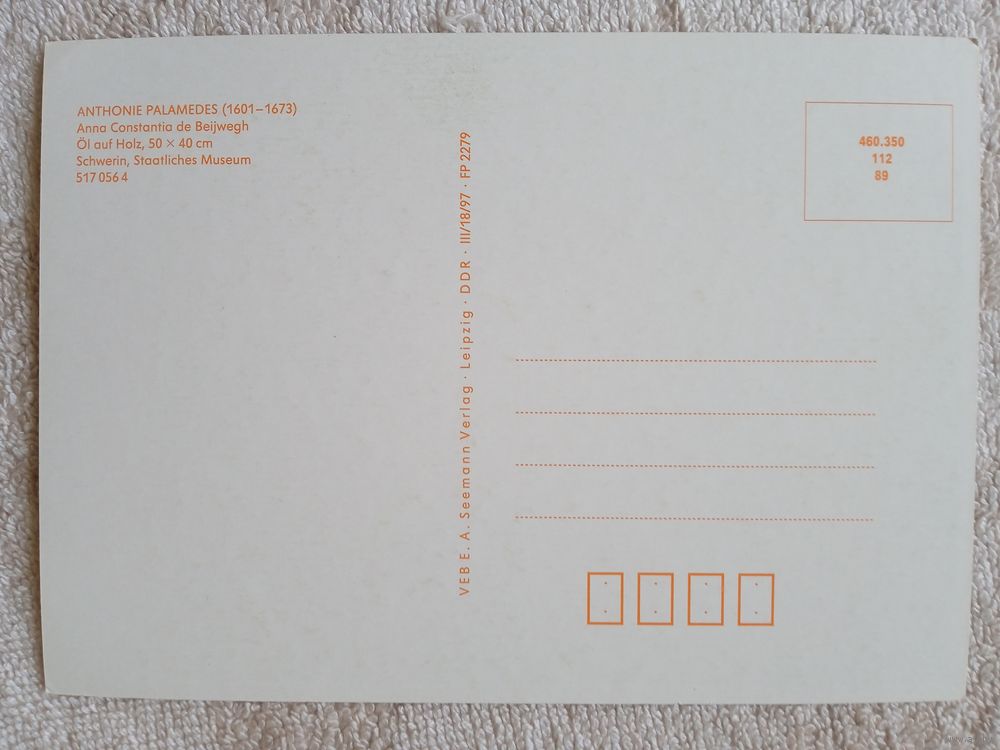 ANTHONIE PALAMEDES (1601–1673)
Anna Constantia de Beijwegh
Öl auf Holz, 50 × 40 cm
Schwerin, Staatliches Museum
517 056 4
VEB E. A. Seemann Verlag · Leipzig · DDR · III/18/97 · FP 2279
460.350
112
89